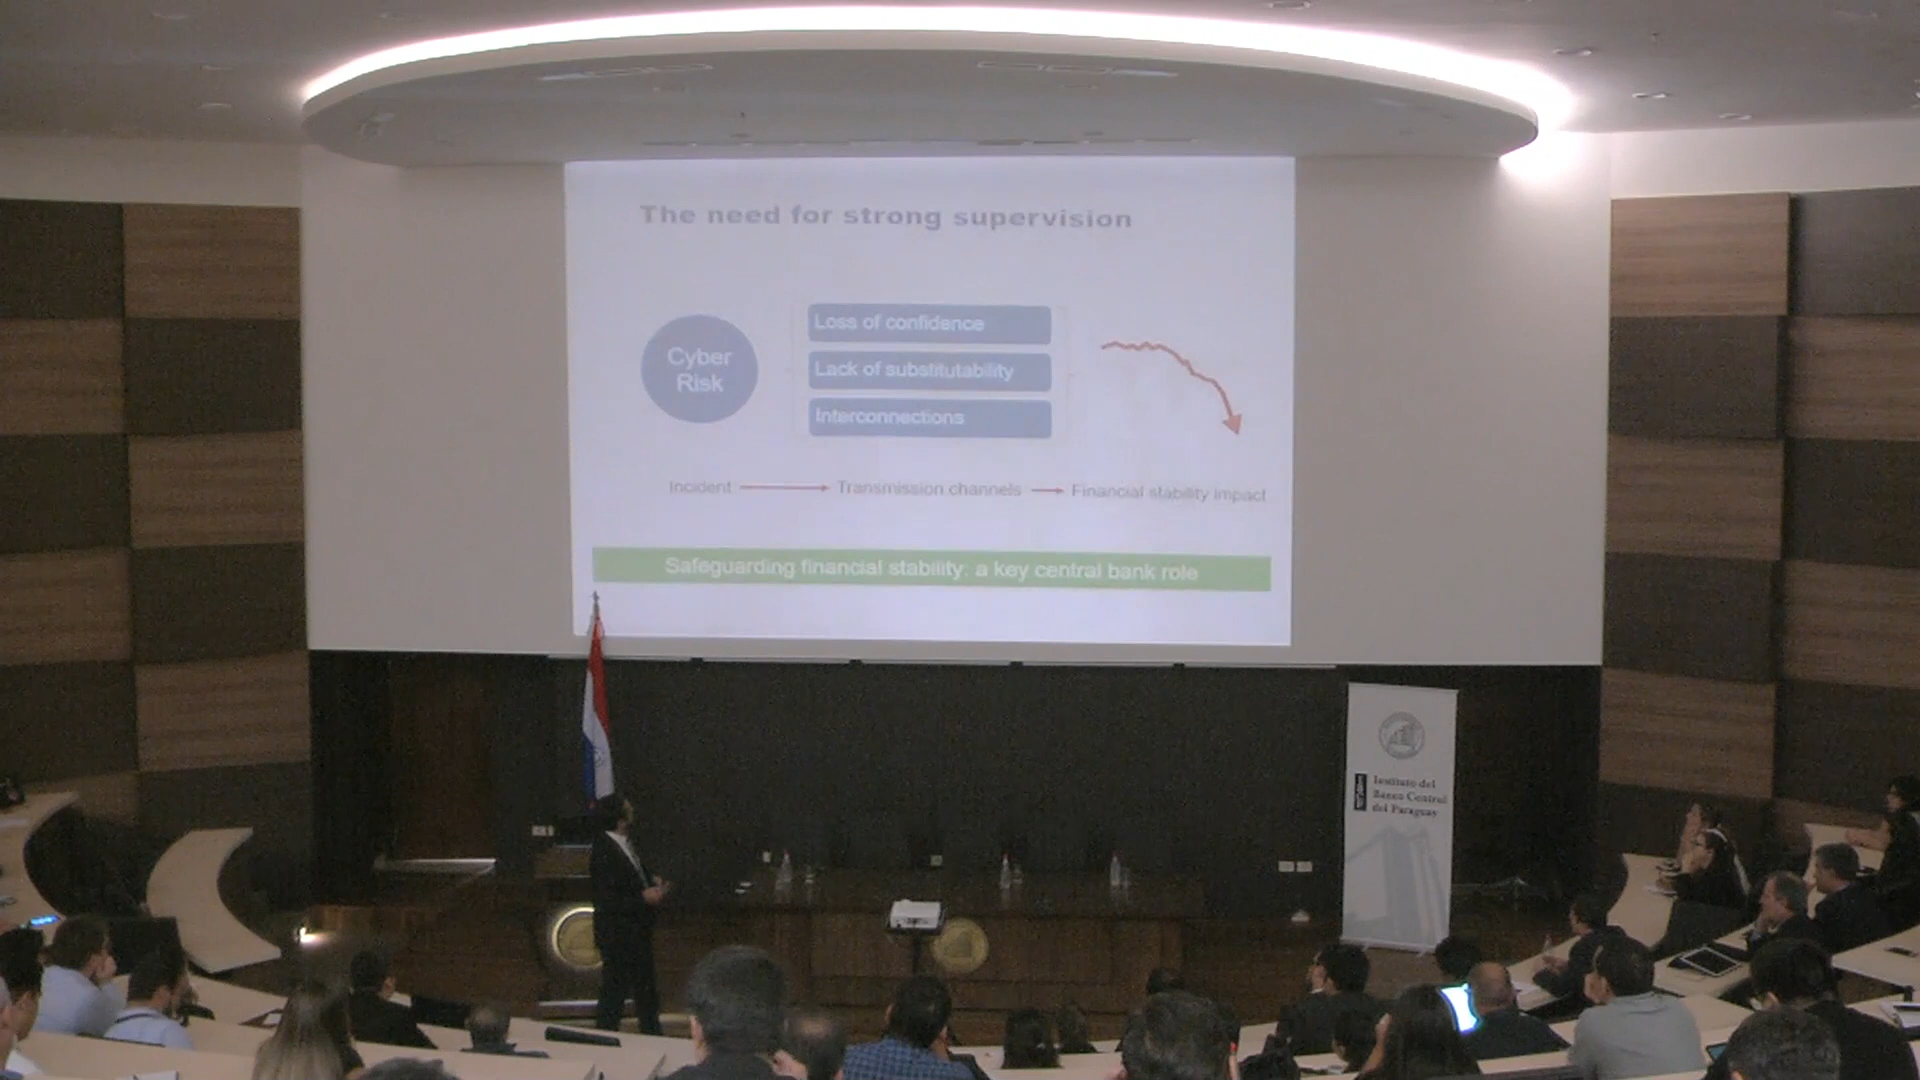 The need for strong supervision
Cyber
Risk
Loss of confidence
Lack of substitutability
Interconnections
Incident
Transmission channels
Financial stability impact
Safeguarding financial stability: a key central bank role
Instituto del
Banco Central
del Paraguay